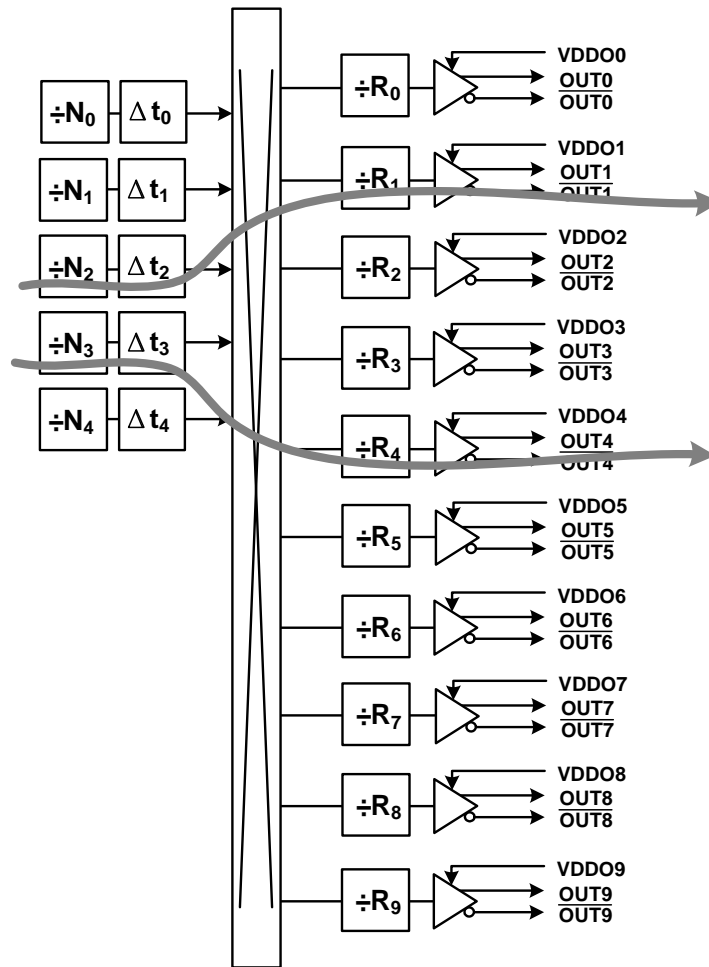 ÷N₀ Δt₀
÷N₁ Δt₁
÷N₂ Δt₂
÷N₃ Δt₃
÷N₄ Δt₄
÷R₀
VDDO0
OUT0
OUT0
÷R₁
VDDO1
OUT1
OUT1
÷R₂
VDDO2
OUT2
OUT2
÷R₃
VDDO3
OUT3
OUT3
÷R₄
VDDO4
OUT4
OUT4
÷R₅
VDDO5
OUT5
OUT5
÷R₆
VDDO6
OUT6
OUT6
÷R₇
VDDO7
OUT7
OUT7
÷R₈
VDDO8
OUT8
OUT8
÷R₉
VDDO9
OUT9
OUT9